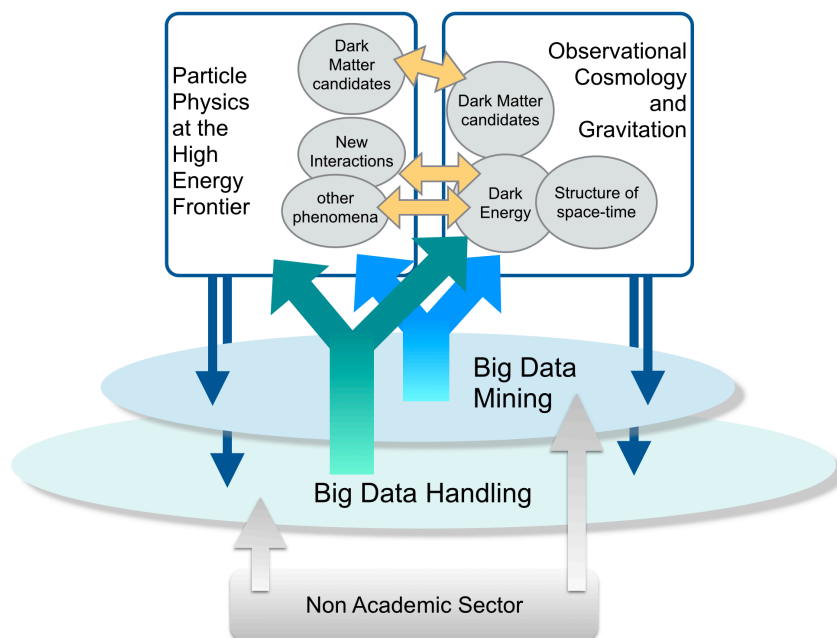 Particle
Physics
at the
High
Energy
Frontier
Dark
Matter
candidates
New
Interactions
other
phenomena
Observational
Cosmology
and
Gravitation
Dark Matter
candidates
Dark
Energy
Structure of
space-time
Big Data
Mining
Big Data Handling
Non Academic Sector